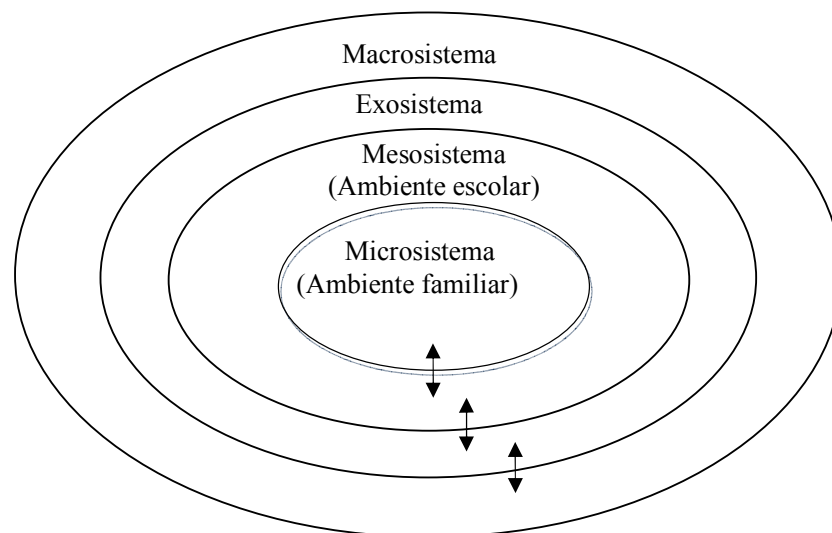 Macrosistema
Exosistema
Mesosistema
(Ambiente escolar)
Microsistema
(Ambiente familiar)